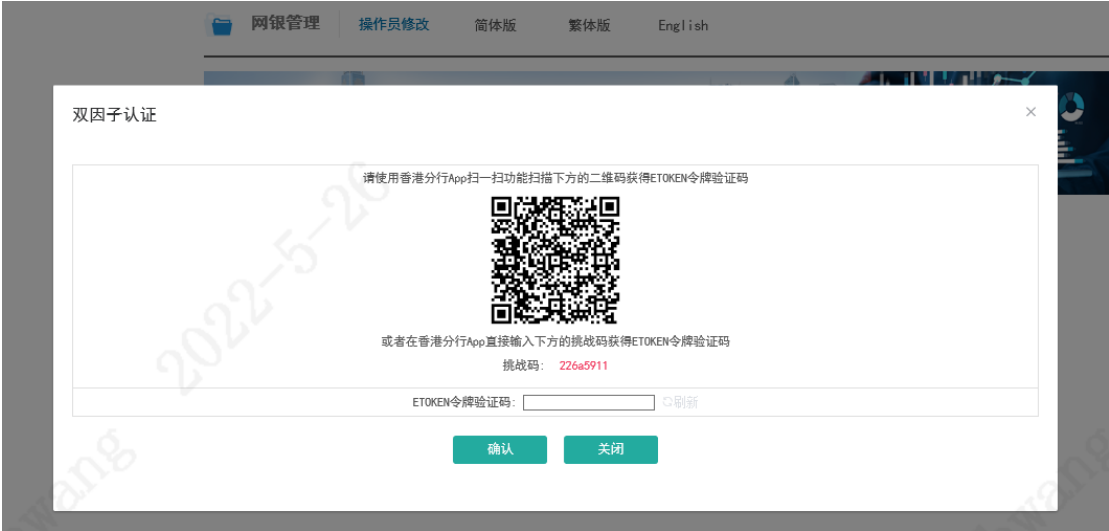 网银管理 操作员修改 简体版 繁体版 English
双因子认证 ×
请使用香港分行App扫一扫功能扫描下方的二维码获得ETOKEN令牌验证码
或者在香港分行App直接输入下方的挑战码获得ETOKEN令牌验证码
挑战码： 226a5911
ETOKEN令牌验证码： 刷新
确认 关闭
2022-5-26
wang
wang